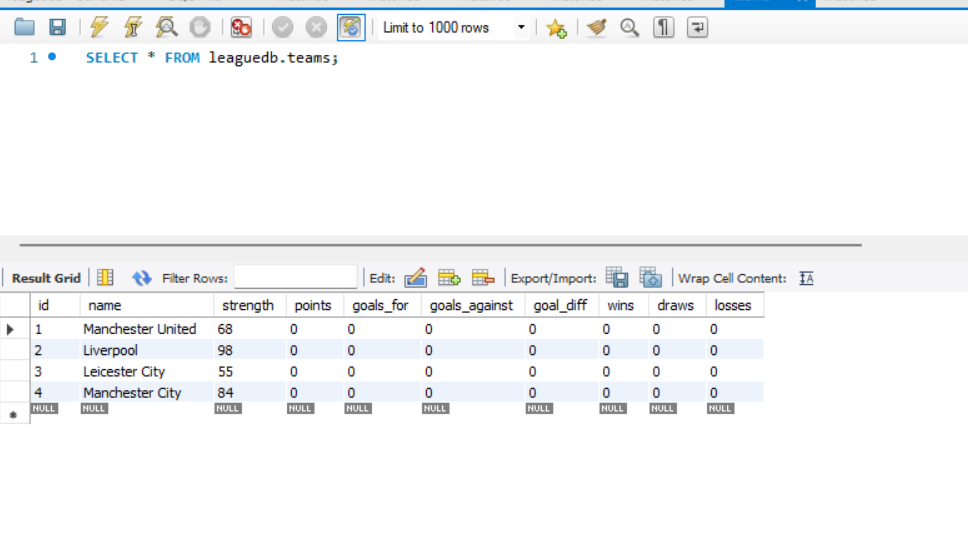 Limit to 1000 rows
1 SELECT * FROM leaguedb.teams;
Result Grid Filter Rows: Edit: Export/Import: Wrap Cell Content: IA
id name strength points goals_for goals_against goal_diff wins draws losses
1 Manchester United 68 0 0 0 0 0 0 0
2 Liverpool 98 0 0 0 0 0 0 0
3 Leicester City 55 0 0 0 0 0 0 0
4 Manchester City 84 0 0 0 0 0 0 0
NULL NULL NULL NULL NULL NULL NULL NULL NULL NULL